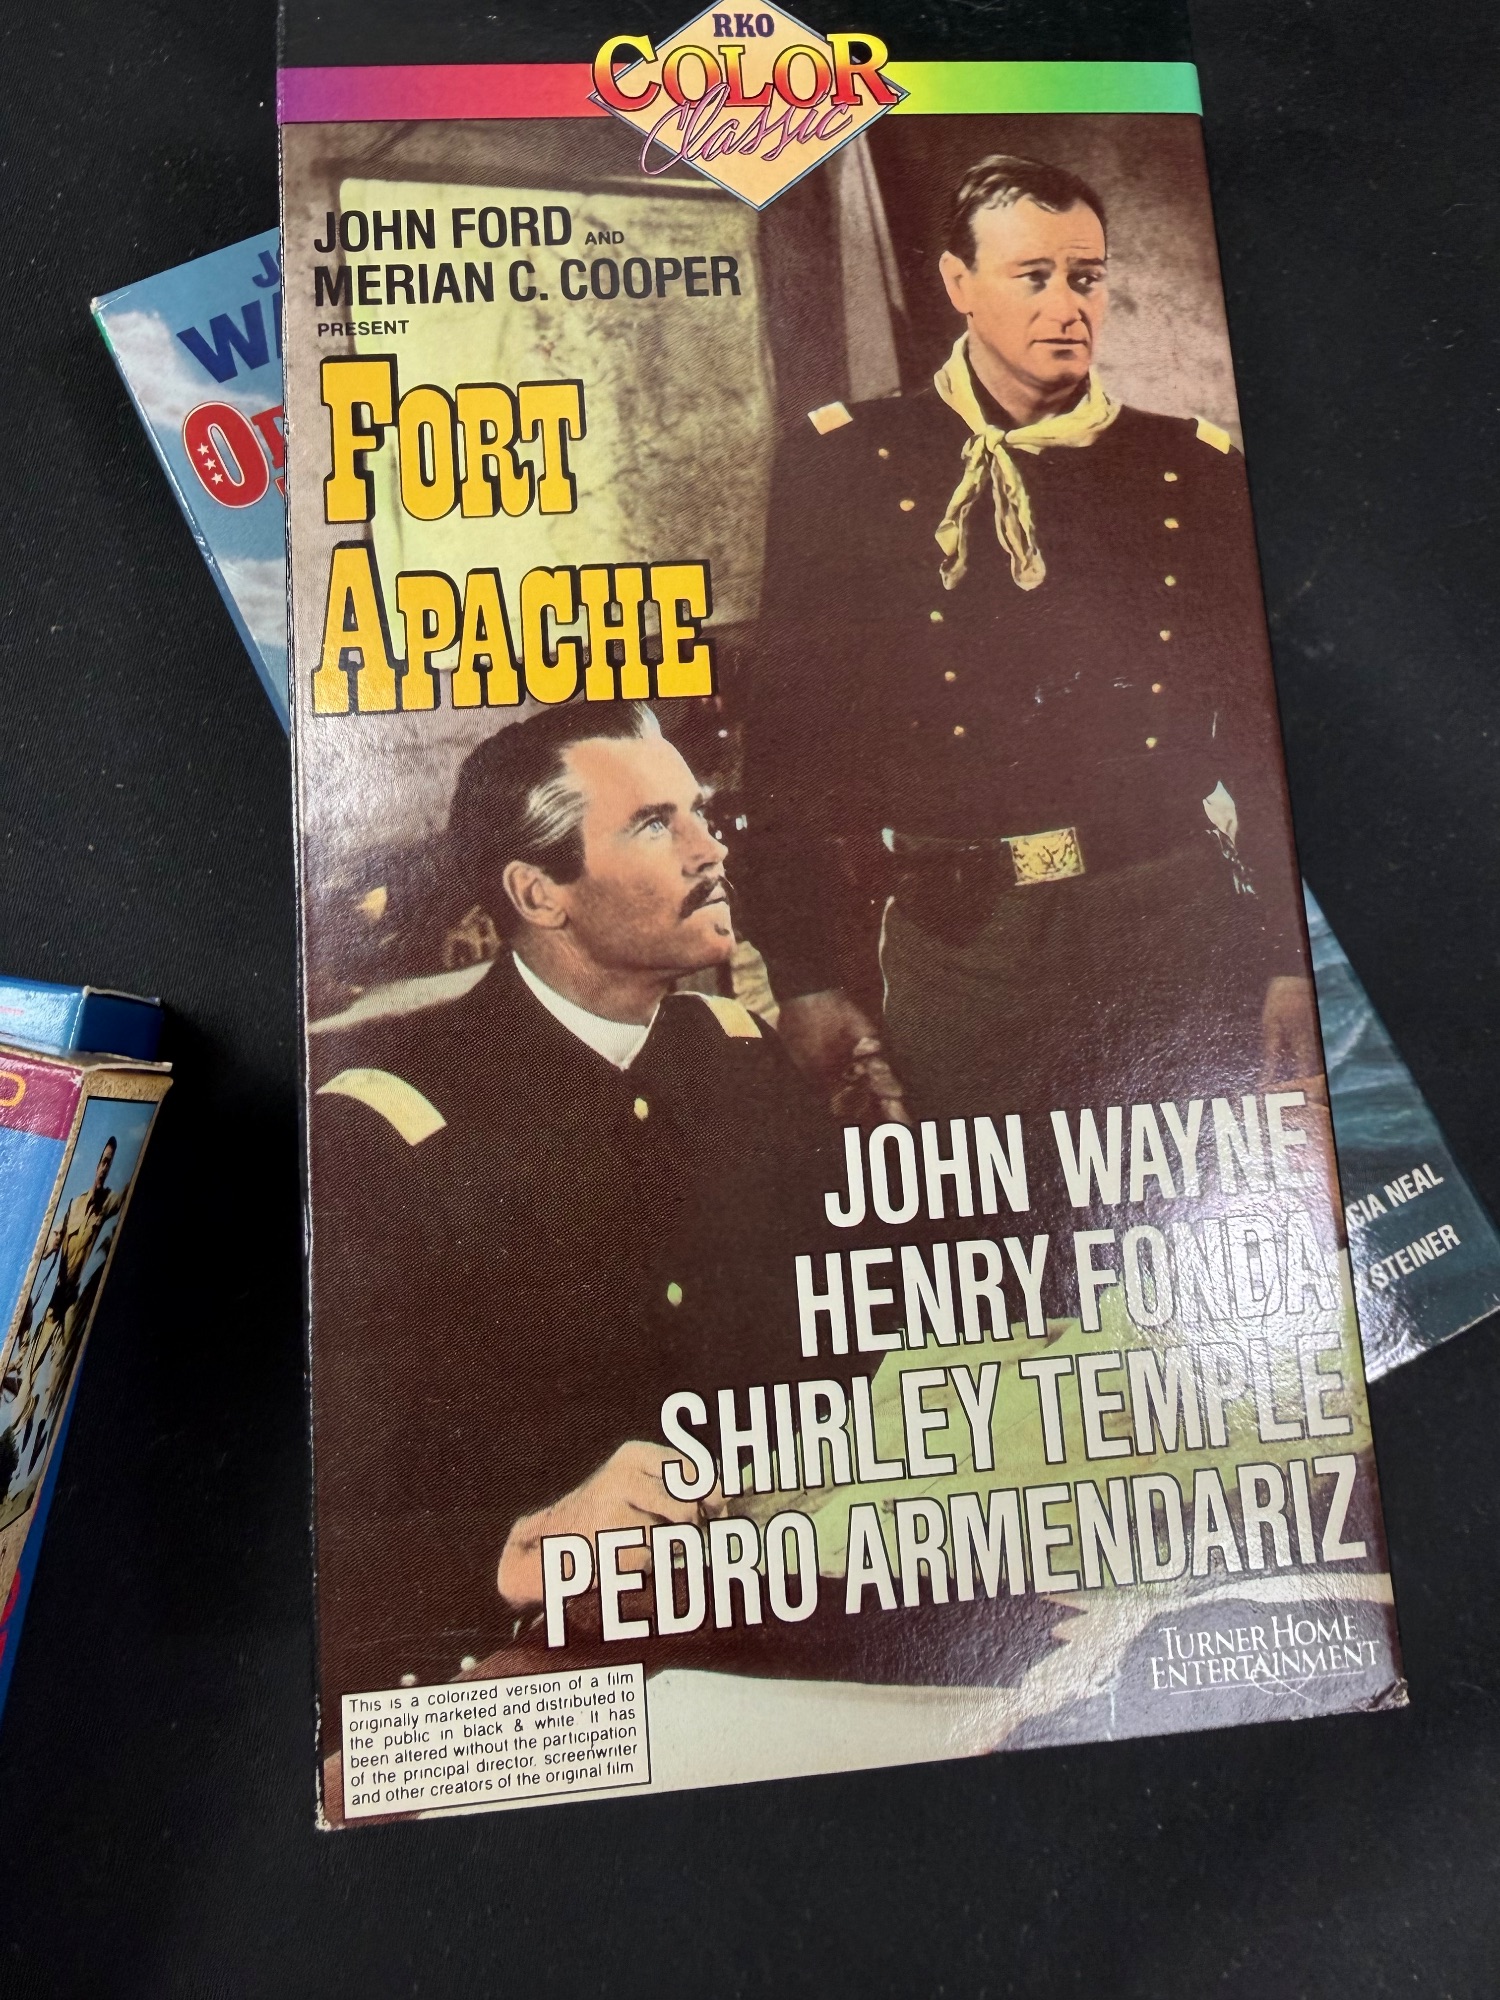 RKO
COLOR
Classic
JOHN FORD AND
MERIAN C. COOPER
PRESENT
FORT
APACHE
JOHN WAYNE
HENRY FONDA
SHIRLEY TEMPLE
PEDRO ARMENDARIZ
TURNER HOME
ENTERTAINMENT
This is a colorized version of a film
originally marketed and distributed to
the public in black & white. It has
been altered without the participation
of the principal director, screenwriter
and other creators of the original film
CIA NEAL
STEINER